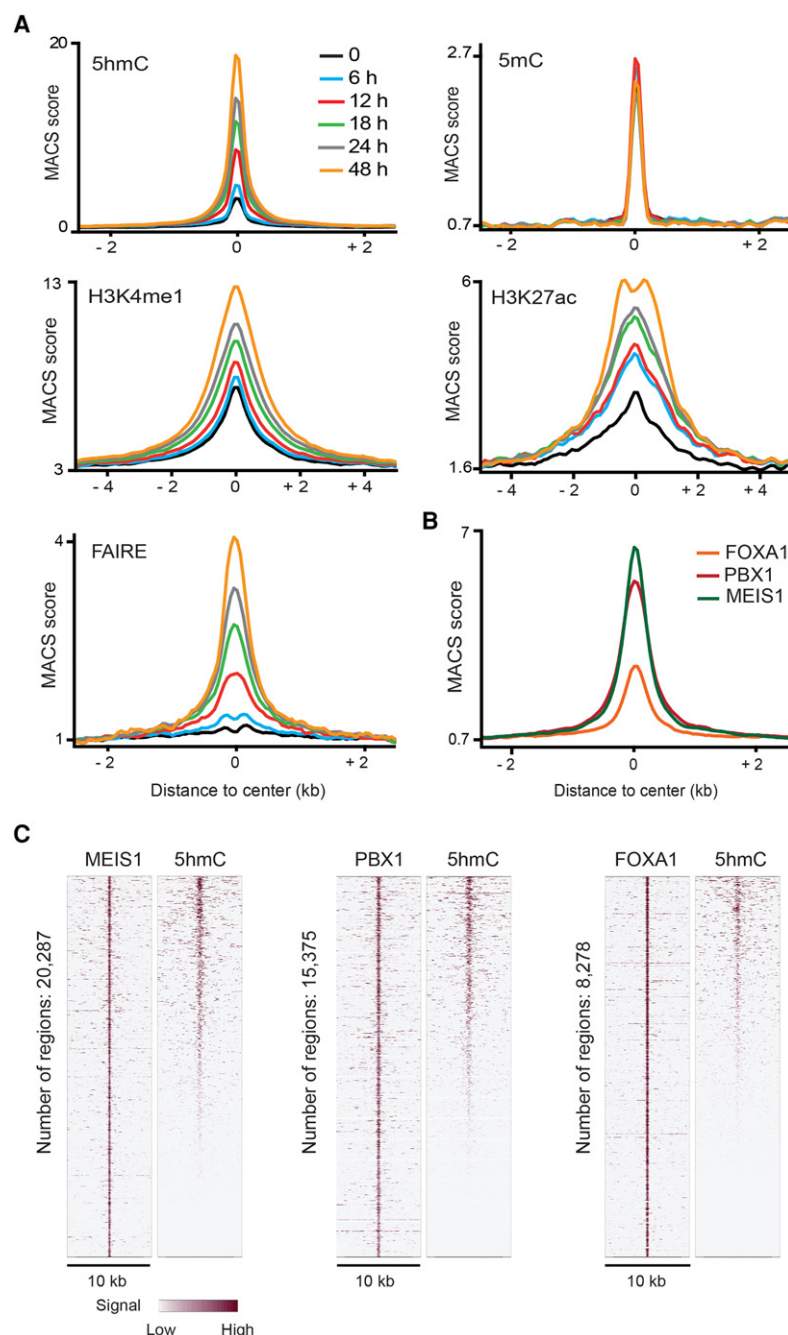 A
20
5hmC
MACS score
0
- 2
0
+ 2
0
6 h
12 h
18 h
24 h
48 h
2.7
5mC
MACS score
0.7
- 2
0
+ 2
13
H3K4me1
MACS score
3
- 4
- 2
0
+ 2
+ 4
6
H3K27ac
MACS score
1.6
-4
-2
0
+ 2
+ 4
4
FAIRE
MACS score
1
- 2
0
+ 2
Distance to center (kb)
B
7
FOXA1
PBX1
MEIS1
MACS score
0.7
- 2
0
+ 2
Distance to center (kb)
C
MEIS1 5hmC
Number of regions: 20,287
10 kb
PBX1 5hmC
Number of regions: 15,375
10 kb
FOXA1 5hmC
Number of regions: 8,278
10 kb
Signal
Low High